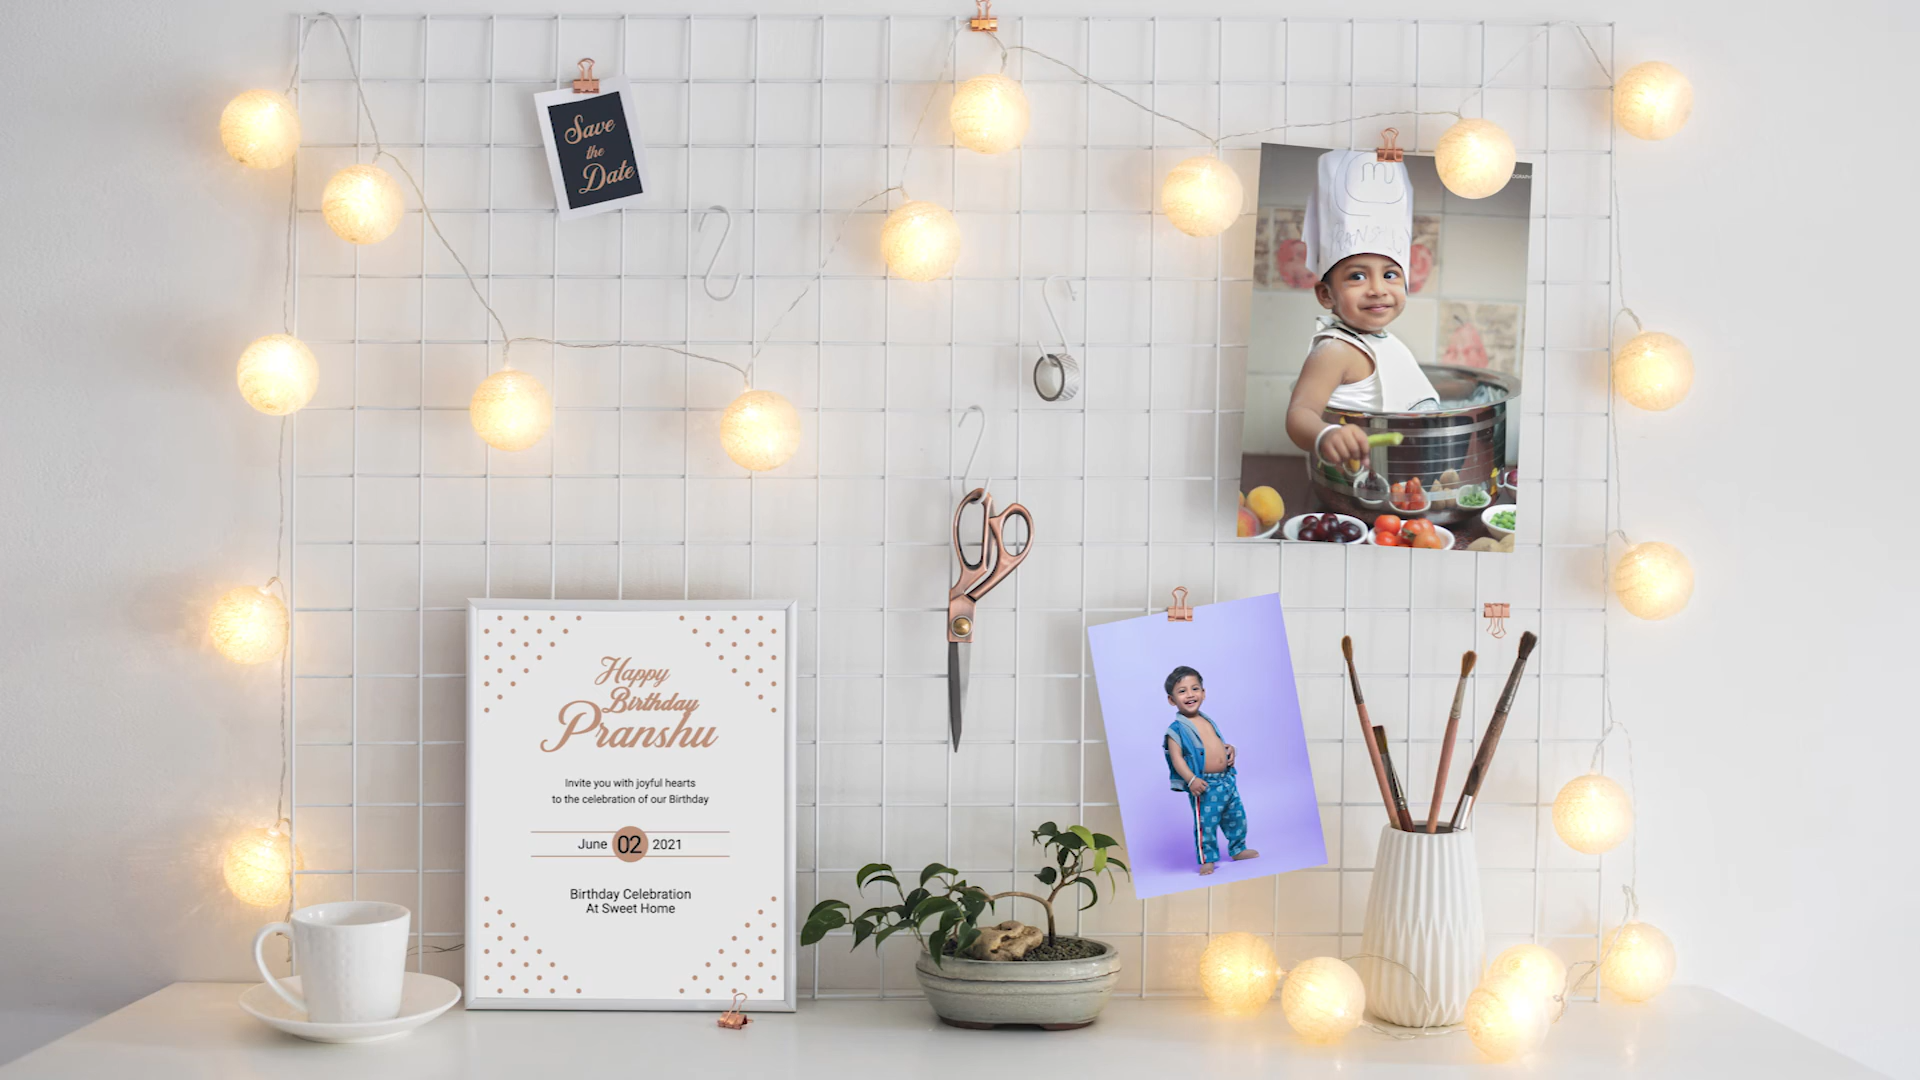 Save
the
Date
Happy
Birthday
Pranshu
Invite you with joyful hearts
to the celebration of our Birthday
June 02 2021
Birthday Celebration
At Sweet Home